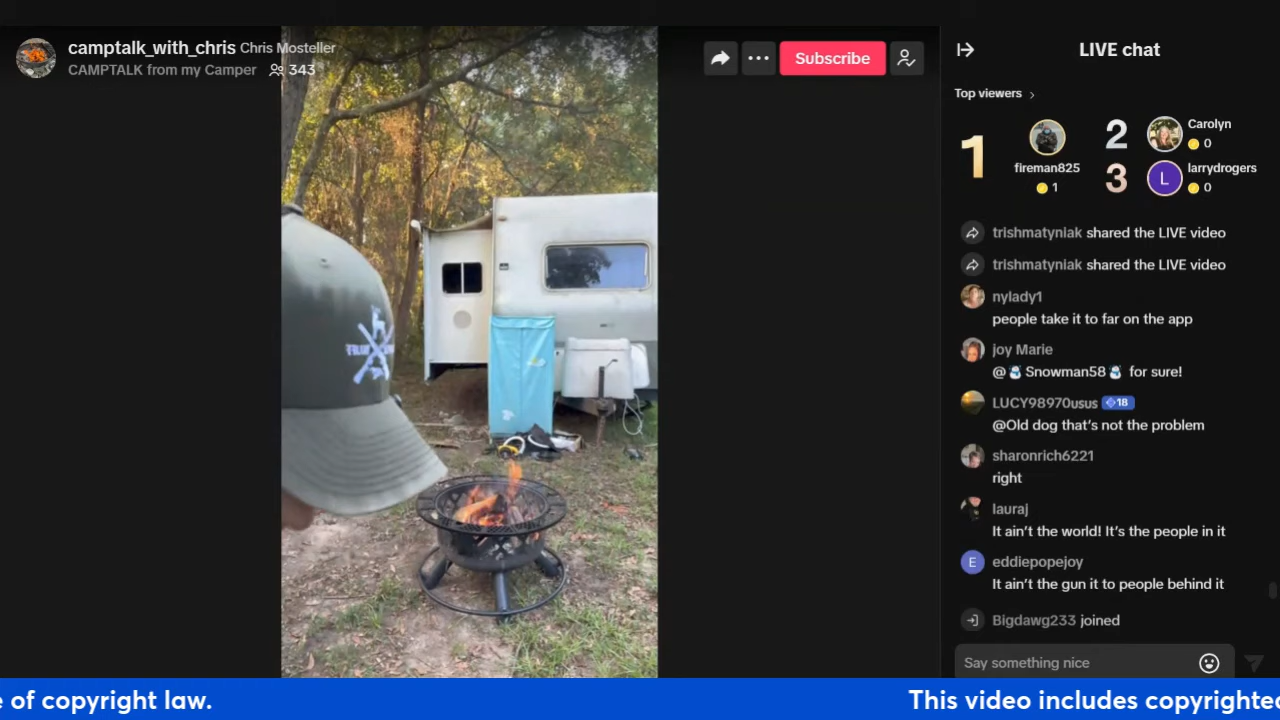 camptalk_with_chris Chris Mosteller
CAMPTALK from my Camper 343
Subscribe
LIVE chat
Top viewers
1
fireman825
1
2
Carolyn
0
3
L
larrydrogers
0
trishmatyniak shared the LIVE video
trishmatyniak shared the LIVE video
nylady1
people take it to far on the app
joy Marie
@⛄Snowman58⛄ for sure!
LUCY98970usus 18
@Old dog that's not the problem
sharonrich6221
right
lauraj
It ain't the world! It's the people in it
E
eddiepopejoy
It ain't the gun it to people behind it
Bigdawg233 joined
Say something nice
e of copyright law.
This video includes copyrighted